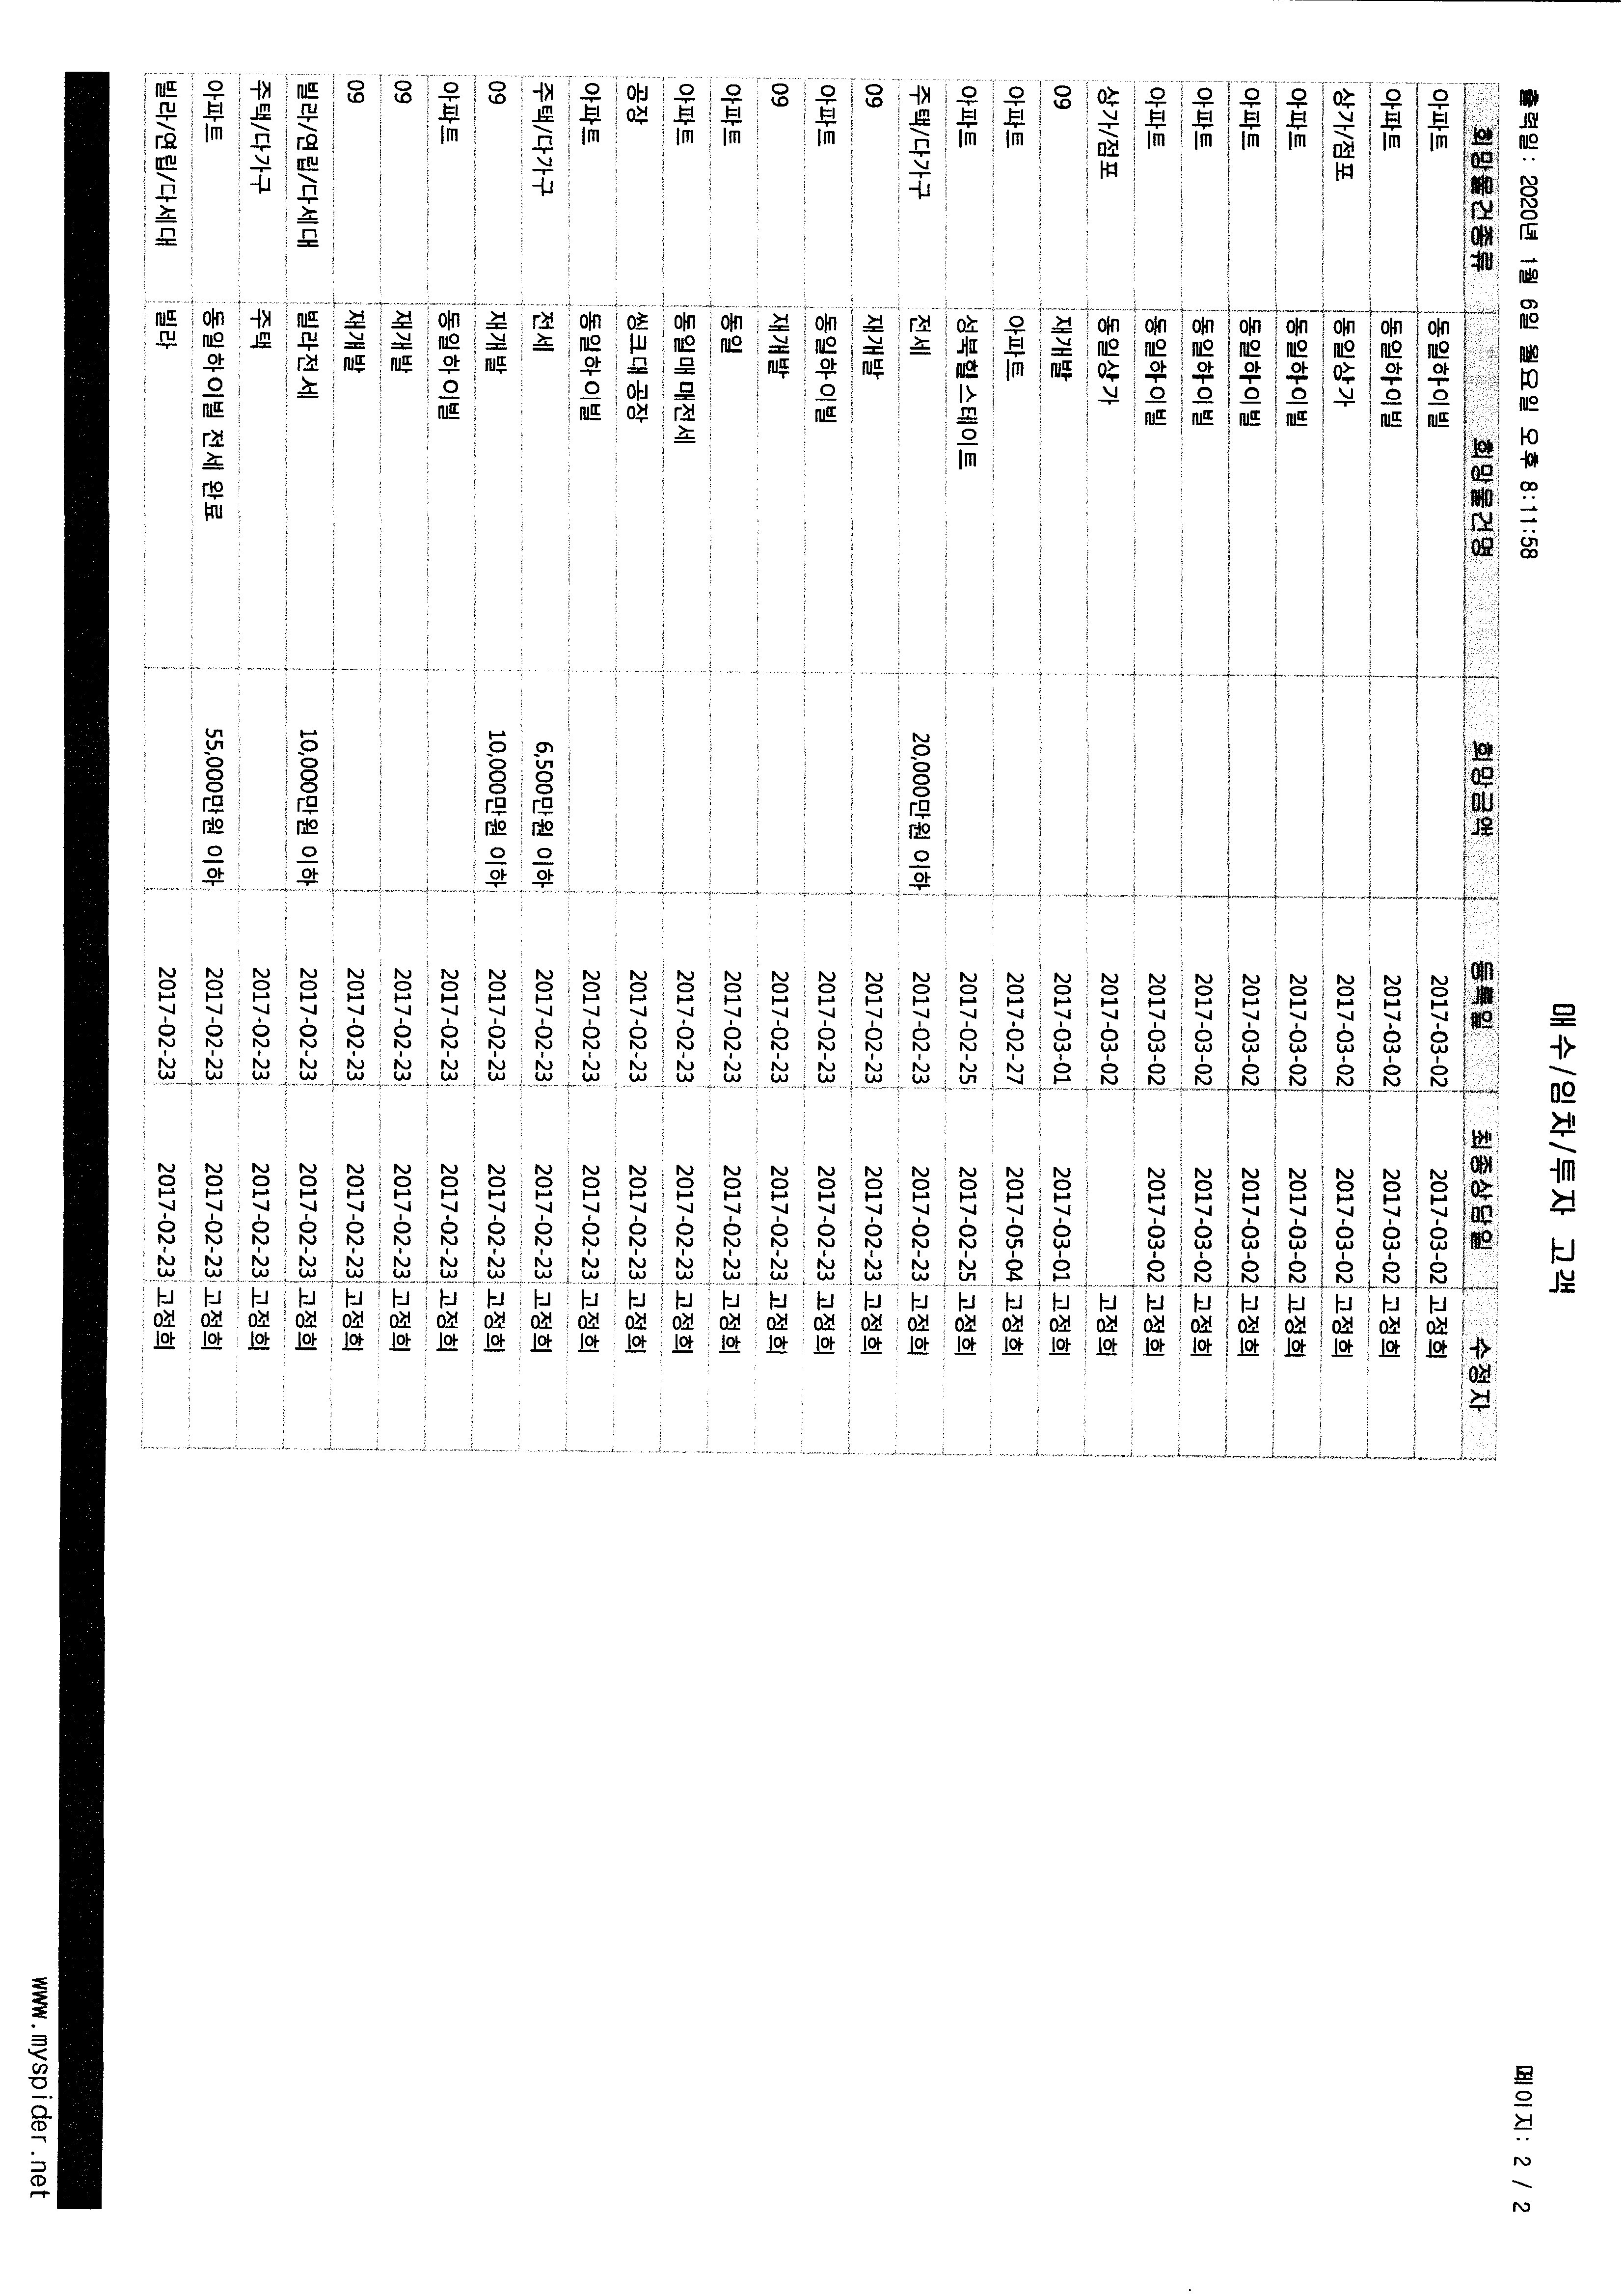 매수/임차/투자 고객
출력일: 2020년 1월 6일 월요일 오후 8:11:58
페이지: 2 / 2
희망물건종류 희망물건명 희망금액 등록일 최종상담일 수정자
아파트 동일하이빌 2017-03-02 2017-03-02 고정희
아파트 동일하이빌 2017-03-02 2017-03-02 고정희
상가/점포 동일상가 2017-03-02 2017-03-02 고정희
아파트 동일하이빌 2017-03-02 2017-03-02 고정희
아파트 동일하이빌 2017-03-02 2017-03-02 고정희
아파트 동일하이빌 2017-03-02 2017-03-02 고정희
아파트 동일하이빌 2017-03-02 2017-03-02 고정희
상가/점포 동일상가 2017-03-02 고정희
09 재개발 2017-03-01 2017-03-01 고정희
아파트 아파트 2017-02-27 2017-05-04 고정희
아파트 성북힐스테이트 2017-02-25 2017-02-25 고정희
주택/다가구 전세 20,000만원 이하 2017-02-23 2017-02-23 고정희
09 재개발 2017-02-23 2017-02-23 고정희
아파트 동일하이빌 2017-02-23 2017-02-23 고정희
09 재개발 2017-02-23 2017-02-23 고정희
아파트 동일 2017-02-23 2017-02-23 고정희
아파트 동일매매전세 2017-02-23 2017-02-23 고정희
공장 씽크대공장 2017-02-23 2017-02-23 고정희
아파트 동일하이빌 2017-02-23 2017-02-23 고정희
주택/다가구 전세 6,500만원 이하 2017-02-23 2017-02-23 고정희
09 재개발 10,000만원 이하 2017-02-23 2017-02-23 고정희
아파트 동일하이빌 2017-02-23 2017-02-23 고정희
09 재개발 2017-02-23 2017-02-23 고정희
09 재개발 2017-02-23 2017-02-23 고정희
빌라/연립/다세대 빌라전세 10,000만원 이하 2017-02-23 2017-02-23 고정희
주택/다가구 주택 2017-02-23 2017-02-23 고정희
아파트 동일하이빌 전세 완료 55,000만원 이하 2017-02-23 2017-02-23 고정희
빌라/연립/다세대 빌라 2017-02-23 2017-02-23 고정희
www.myspider.net